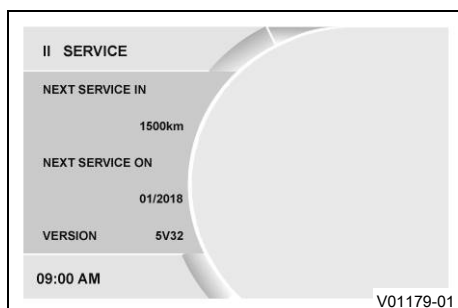 II SERVICE
NEXT SERVICE IN
1500km
NEXT SERVICE ON
01/2018
VERSION 5V32
09:00 AM
V01179-01